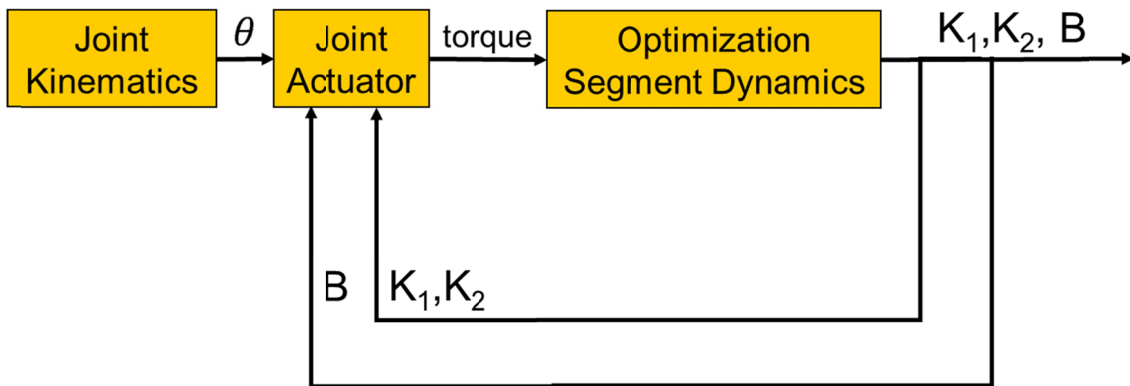 Joint
Kinematics
θ
Joint
Actuator
torque
Optimization
Segment Dynamics
K₁,K₂, B
B
K₁,K₂